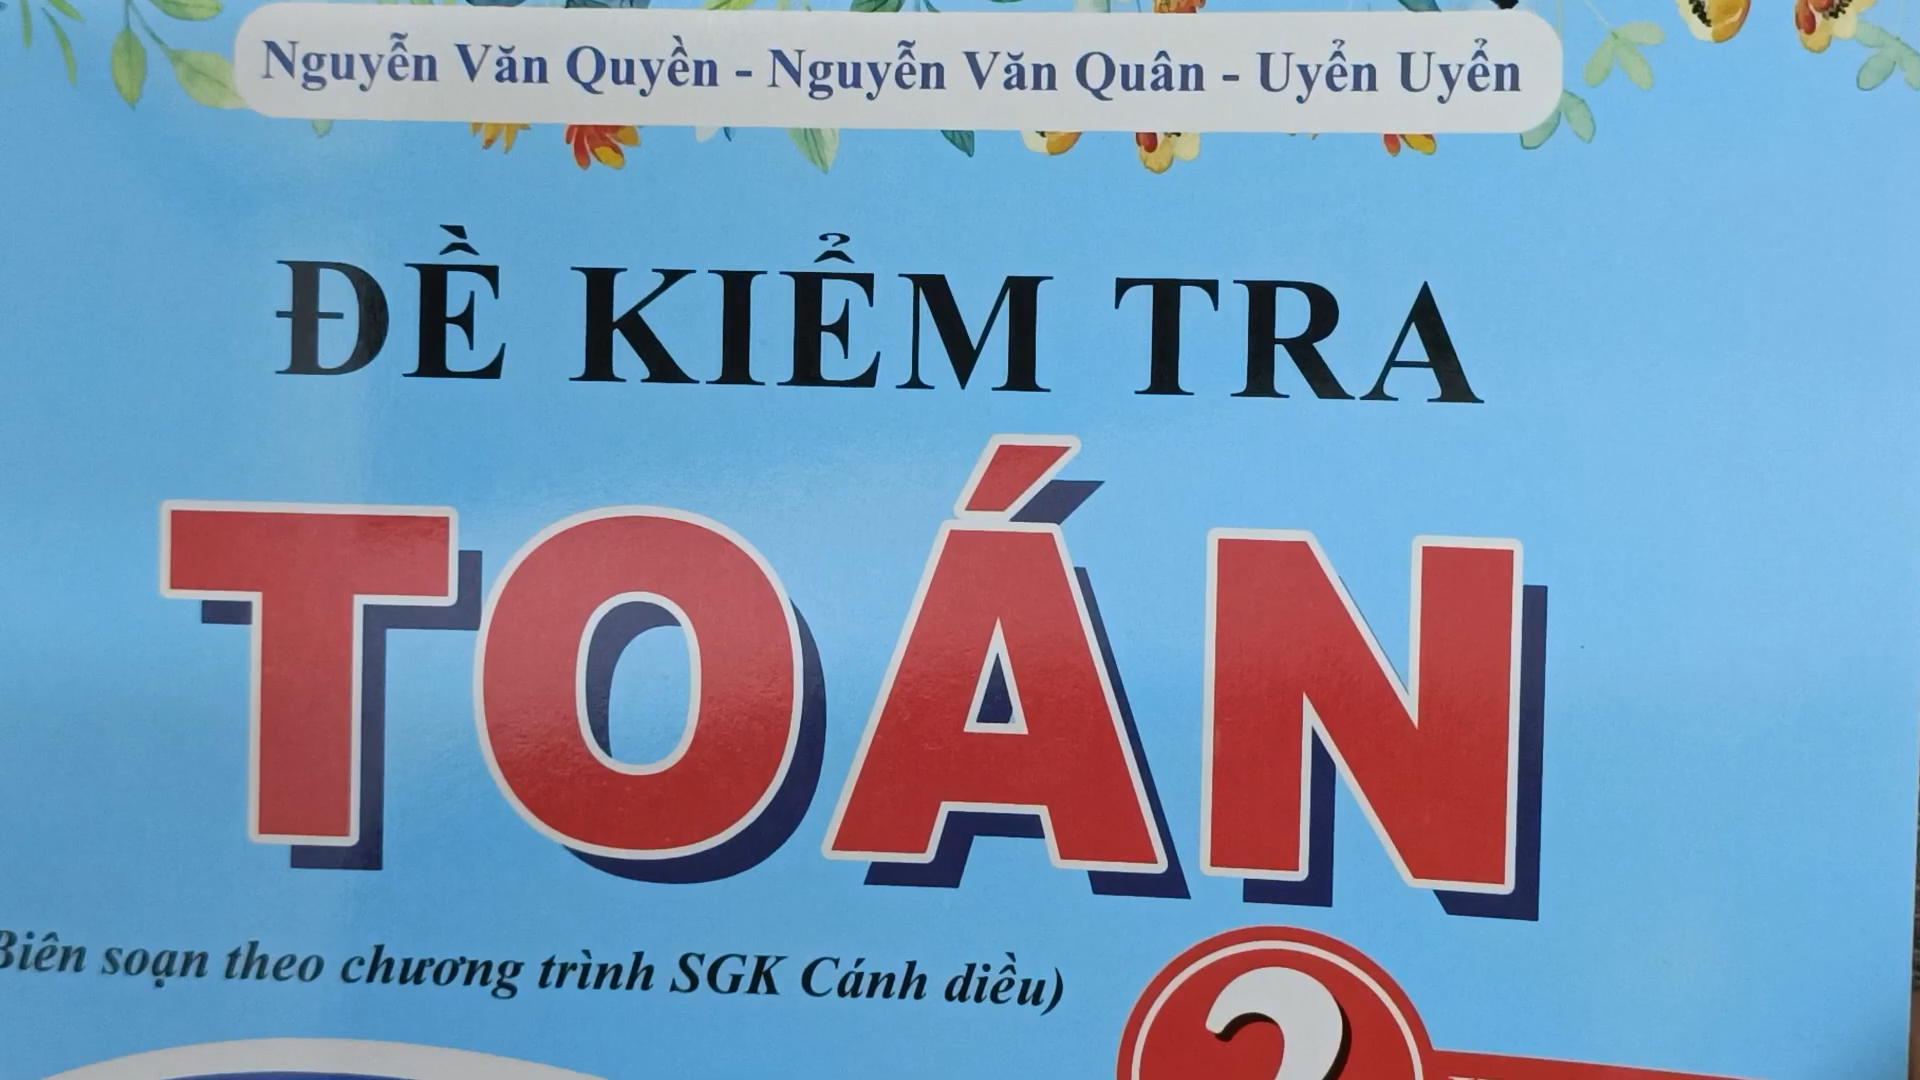 Nguyễn Văn Quyền - Nguyễn Văn Quân - Uyển Uyển
ĐỀ KIỂM TRA
TOÁN
Biên soạn theo chương trình SGK Cánh diều)